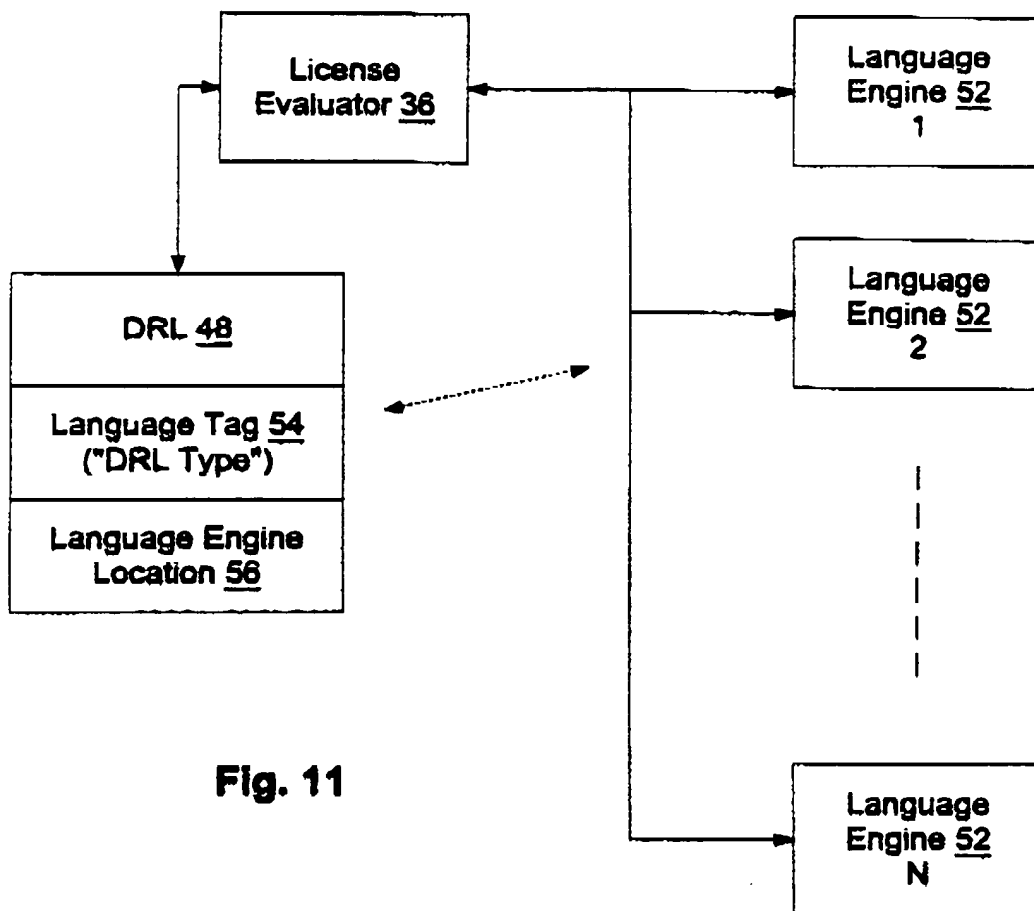 License
Evaluator 36
Language
Engine 52
1
DRL 48
Language Tag 54
("DRL Type")
Language Engine
Location 56
Language
Engine 52
2
Fig. 11
Language
Engine 52
N